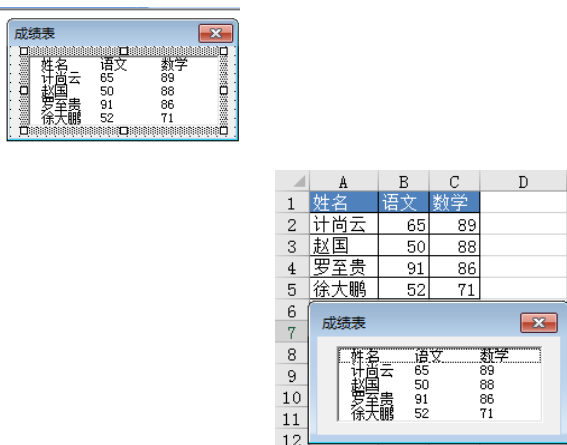 成绩表
姓名 语文 数学
计尚云 65 89
赵国 50 88
罗至贵 91 86
徐大鹏 52 71
A B C D
1 姓名 语文 数学
2 计尚云 65 89
3 赵国 50 88
4 罗至贵 91 86
5 徐大鹏 52 71
6
7
8
9
10
11
12
成绩表
姓名 语文 数学
计尚云 65 89
赵国 50 88
罗至贵 91 86
徐大鹏 52 71